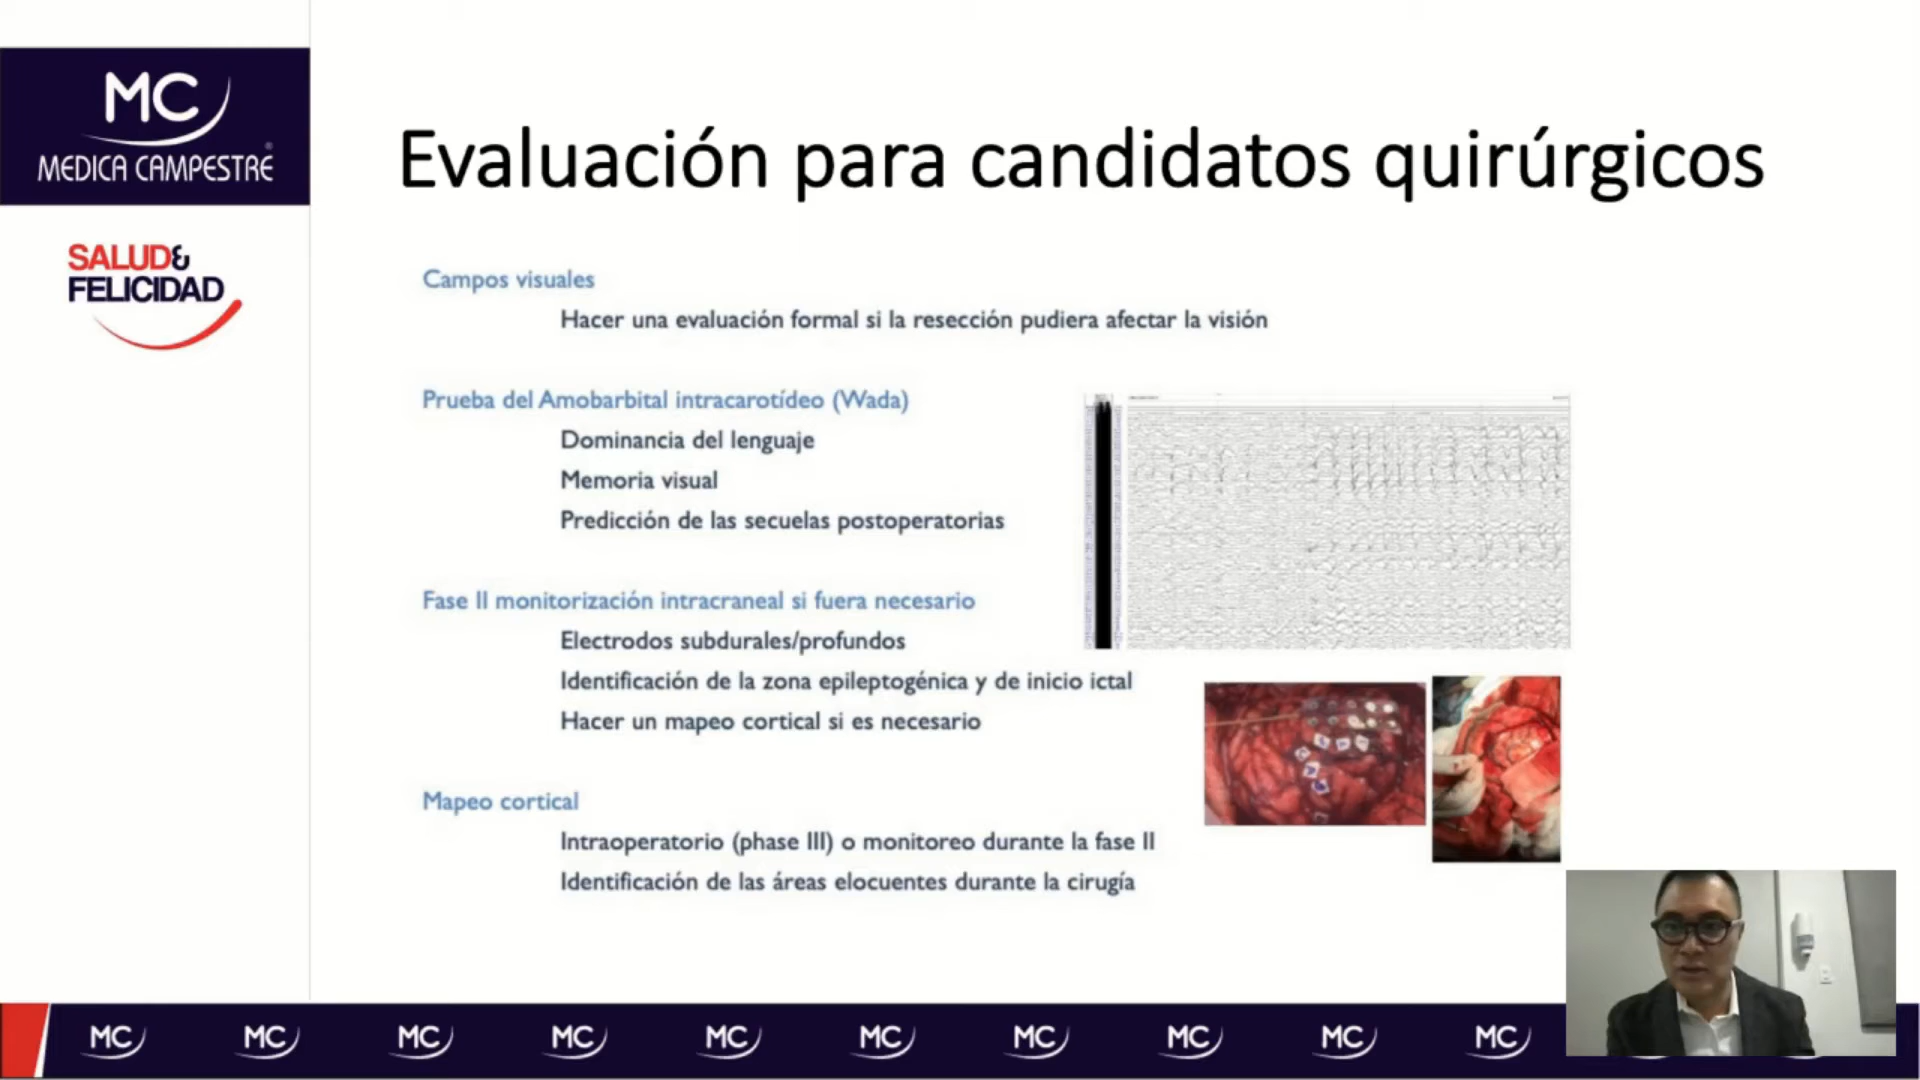 MC
MEDICA CAMPESTRE®
SALUD&
FELICIDAD
Evaluación para candidatos quirúrgicos
Campos visuales
Hacer una evaluación formal si la resección pudiera afectar la visión
Prueba del Amobarbital intracarotídeo (Wada)
Dominancia del lenguaje
Memoria visual
Predicción de las secuelas postoperatorias
Fase II monitorización intracraneal si fuera necesario
Electrodos subdurales/profundos
Identificación de la zona epileptogénica y de inicio ictal
Hacer un mapeo cortical si es necesario
Mapeo cortical
Intraoperatorio (phase III) o monitoreo durante la fase II
Identificación de las áreas elocuentes durante la cirugía
MC MC MC MC MC MC MC MC MC MC